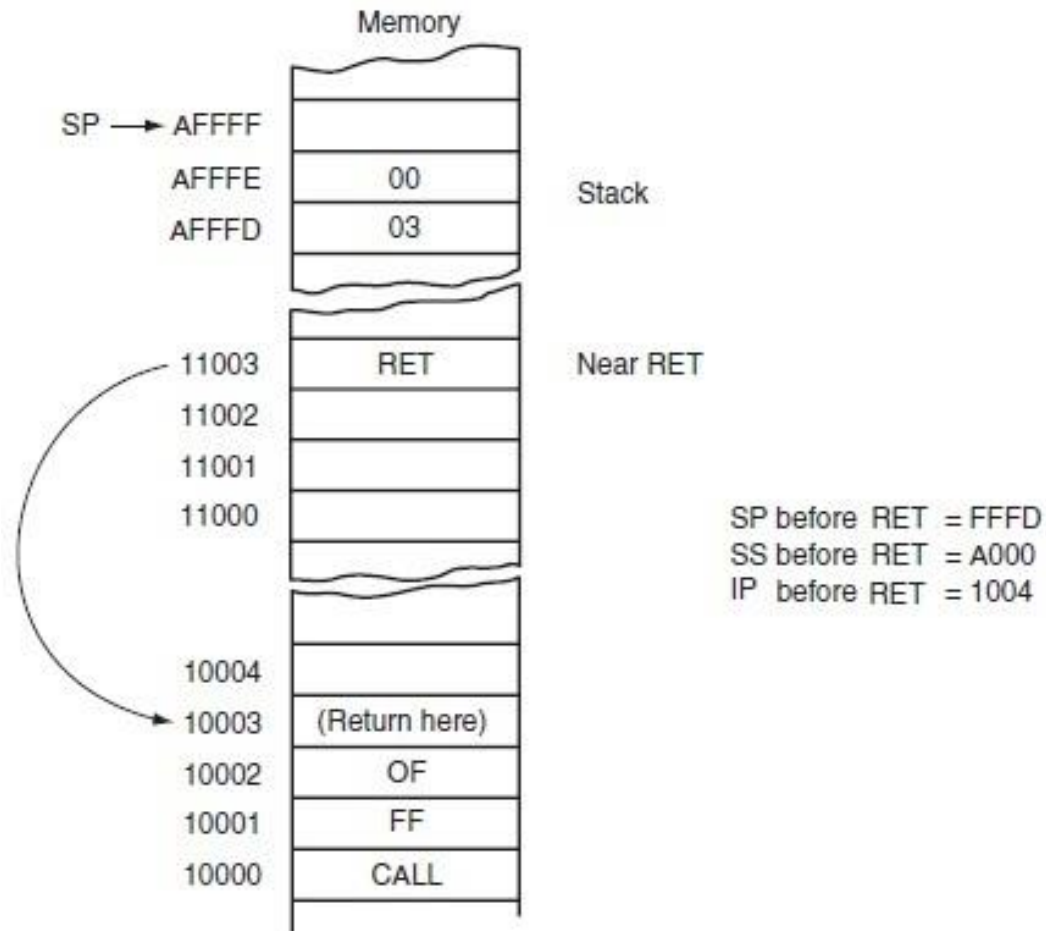 Memory
SP AFFFF
AFFFE 00
Stack
AFFFD 03
11003 RET Near RET
11002
11001
11000
SP before RET = FFFD
SS before RET = A000
IP before RET = 1004
10004
10003 (Return here)
10002 OF
10001 FF
10000 CALL